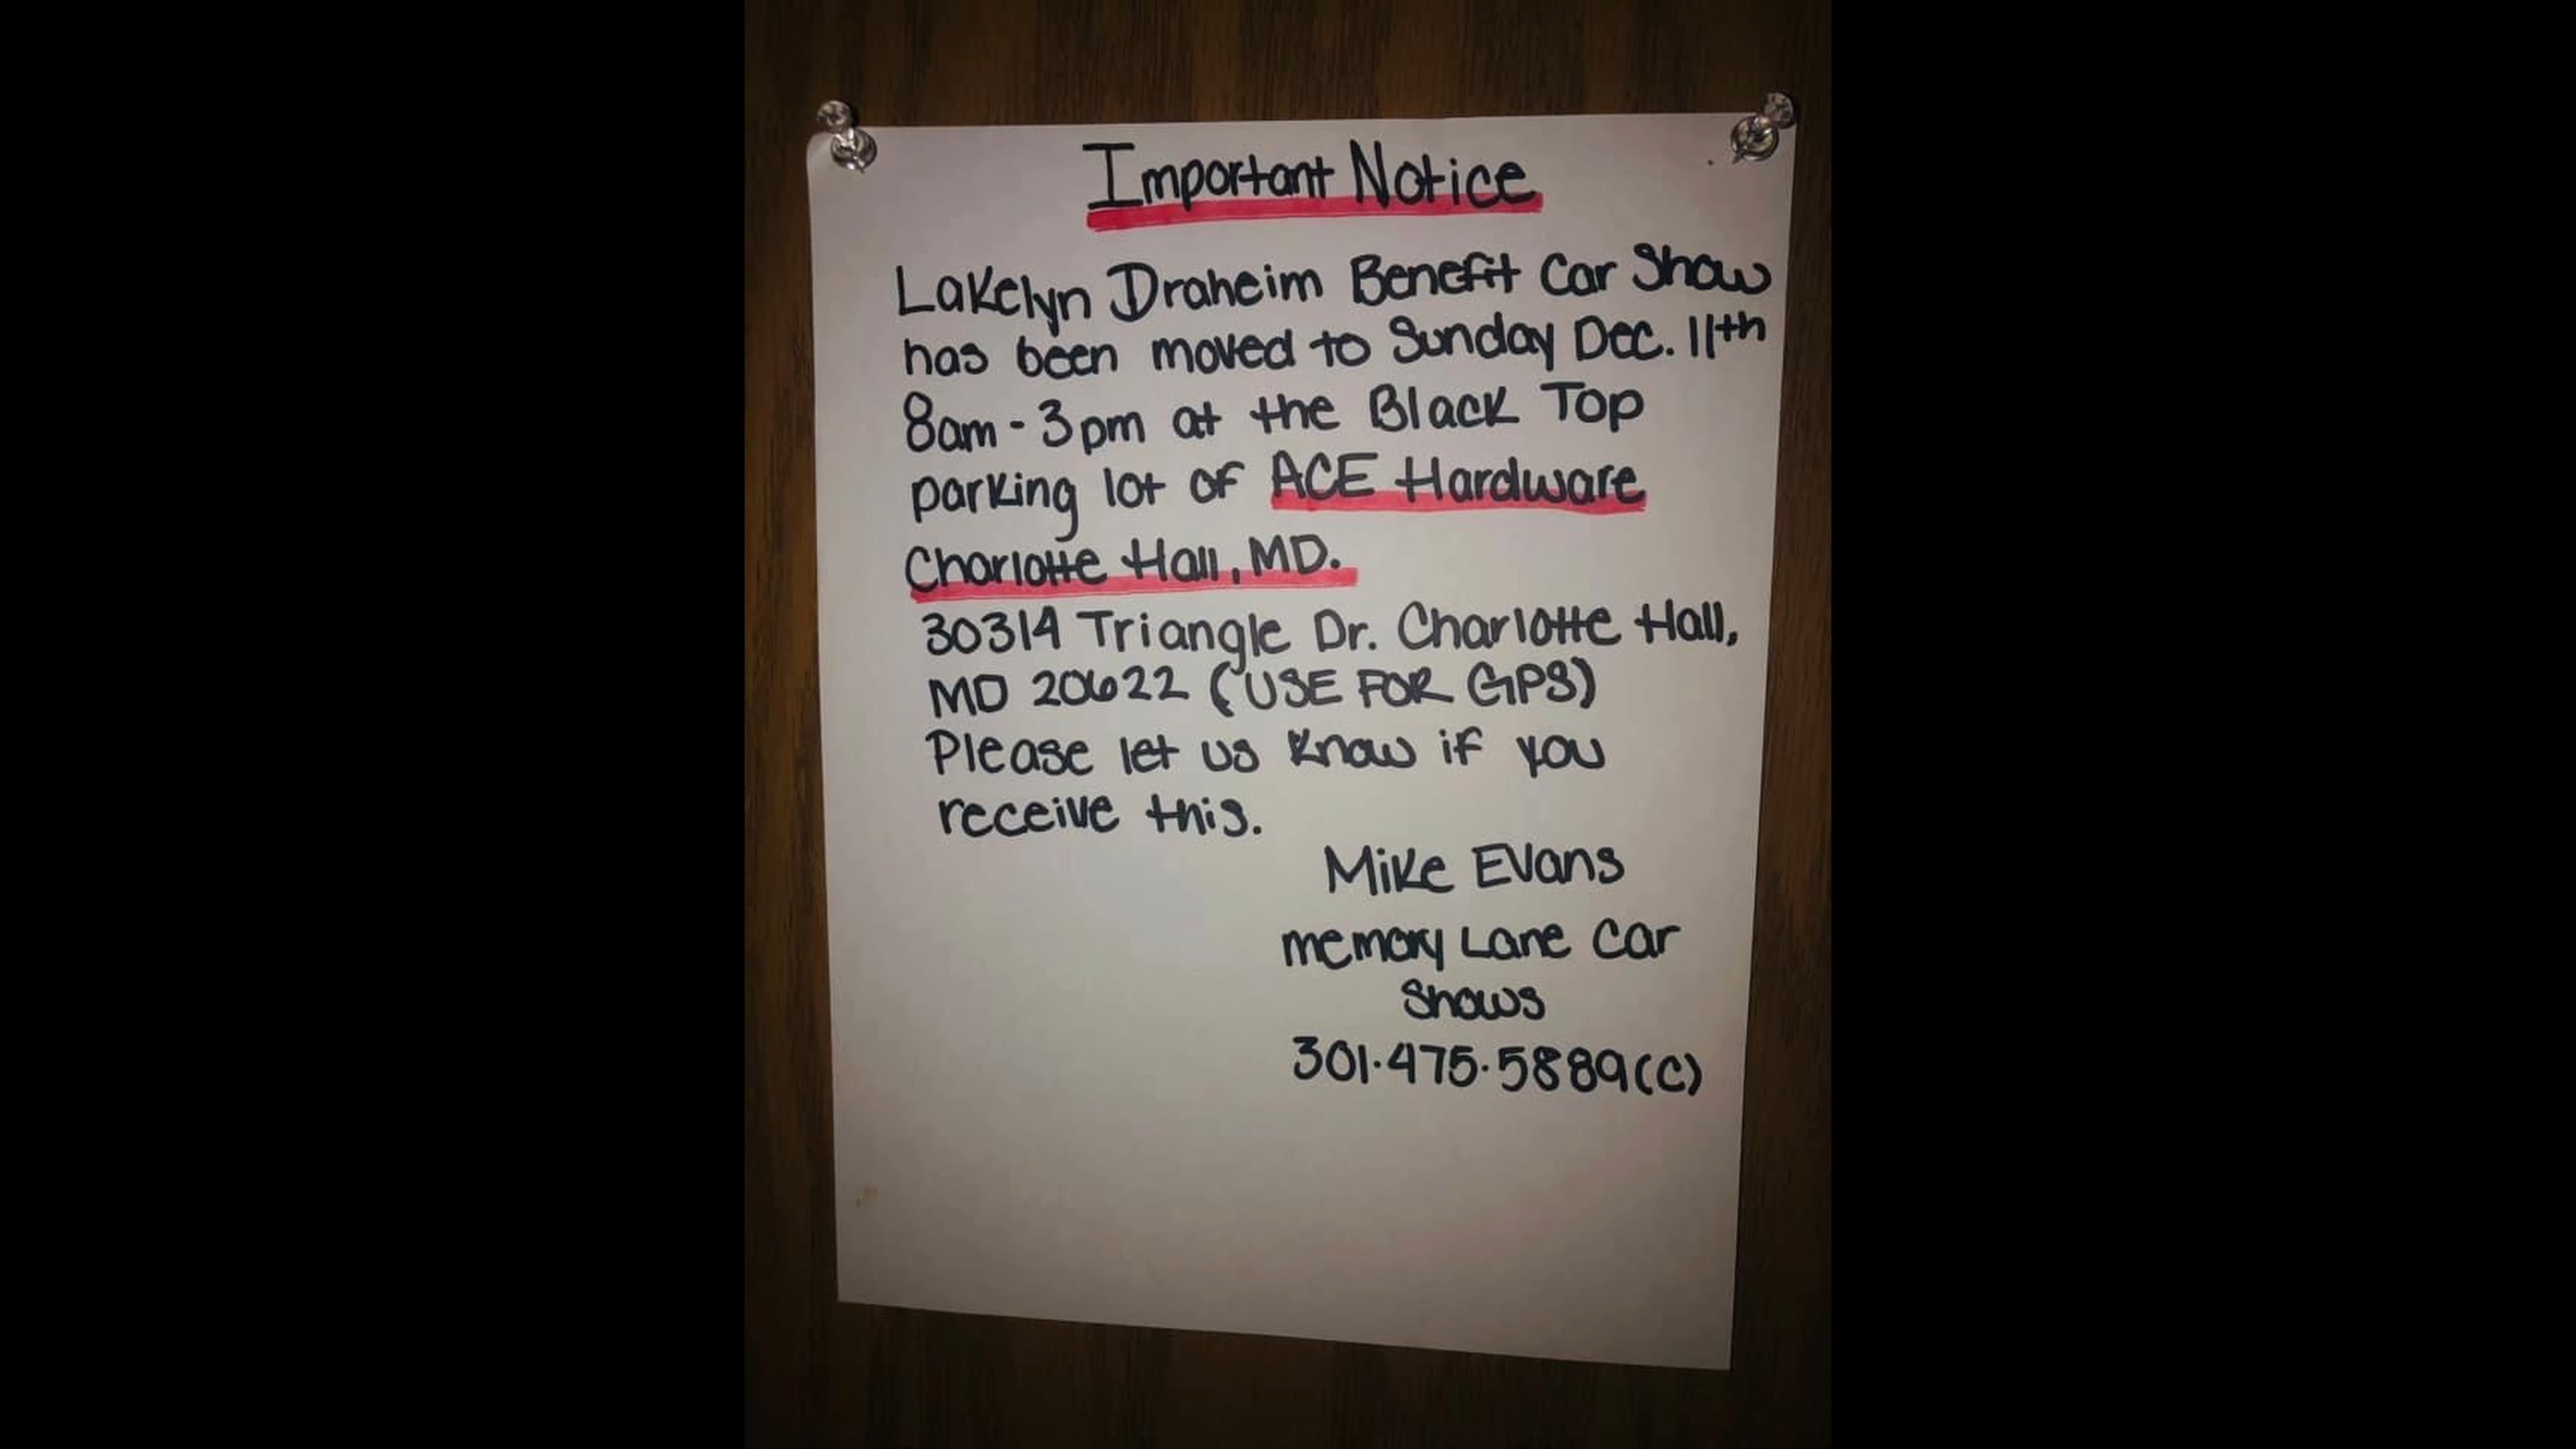 Important Notice
Lakelyn Draheim Benefit Car Show
has been moved to Sunday Dec. 11th
8am - 3pm at the Black Top
parking lot of ACE Hardware
Charlotte Hall, MD.
30314 Triangle Dr. Charlotte Hall,
MD 20622 (USE FOR GPS)
Please let us know if you
receive this.
Mike Evans
memory Lane Car
Shows
301.475.5889(C)